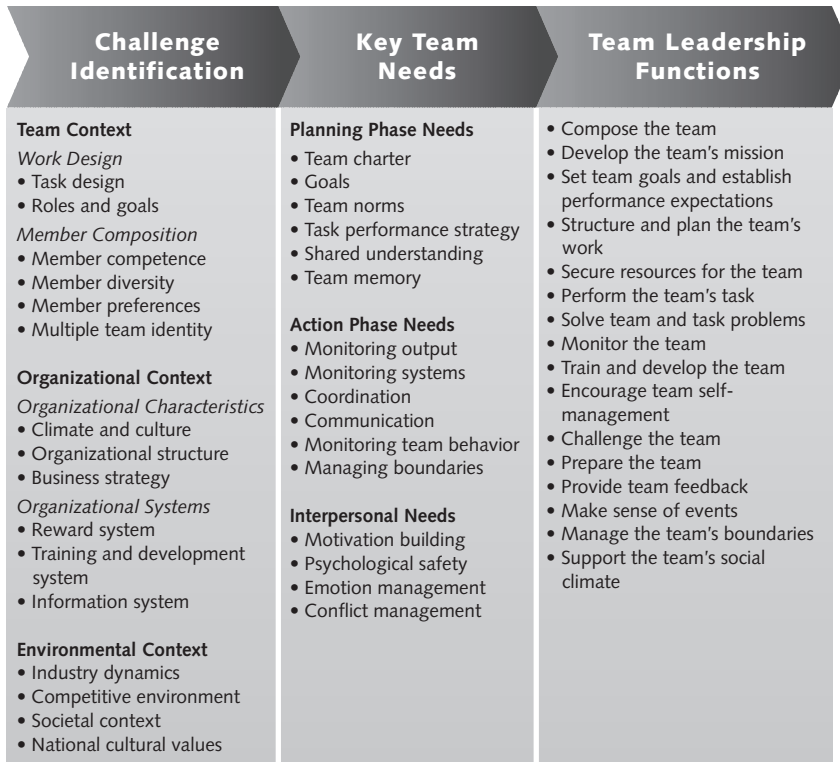 Challenge
Identification
Key Team
Needs
Team Leadership
Functions
Team Context
Work Design
• Task design
• Roles and goals
Member Composition
• Member competence
• Member diversity
• Member preferences
• Multiple team identity
Organizational Context
Organizational Characteristics
• Climate and culture
• Organizational structure
• Business strategy
Organizational Systems
• Reward system
• Training and development
system
• Information system
Environmental Context
• Industry dynamics
• Competitive environment
• Societal context
• National cultural values
Planning Phase Needs
• Team charter
• Goals
• Team norms
• Task performance strategy
• Shared understanding
• Team memory
Action Phase Needs
• Monitoring output
• Monitoring systems
• Coordination
• Communication
• Monitoring team behavior
• Managing boundaries
Interpersonal Needs
• Motivation building
• Psychological safety
• Emotion management
• Conflict management
• Compose the team
• Develop the team’s mission
• Set team goals and establish
performance expectations
• Structure and plan the team’s
work
• Secure resources for the team
• Perform the team’s task
• Solve team and task problems
• Monitor the team
• Train and develop the team
• Encourage team self-
management
• Challenge the team
• Prepare the team
• Provide team feedback
• Make sense of events
• Manage the team’s boundaries
• Support the team’s social
climate